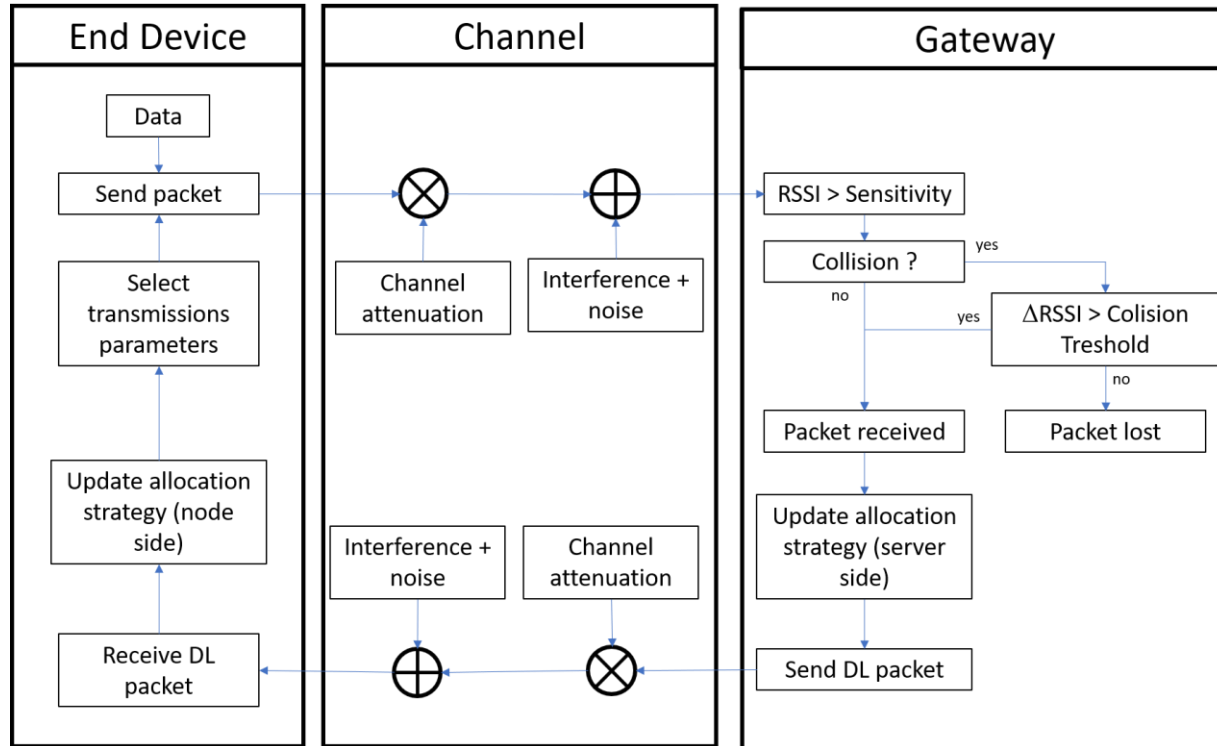 End Device
Data
Send packet
Select
transmissions
parameters
Update allocation
strategy (node
side)
Receive DL
packet
Channel
Channel
attenuation
Interference +
noise
Interference +
noise
Channel
attenuation
Gateway
RSSI > Sensitivity
Collision ?
yes
no
yes
ΔRSSI > Colision
Treshold
no
Packet received
Packet lost
Update allocation
strategy (server
side)
Send DL packet